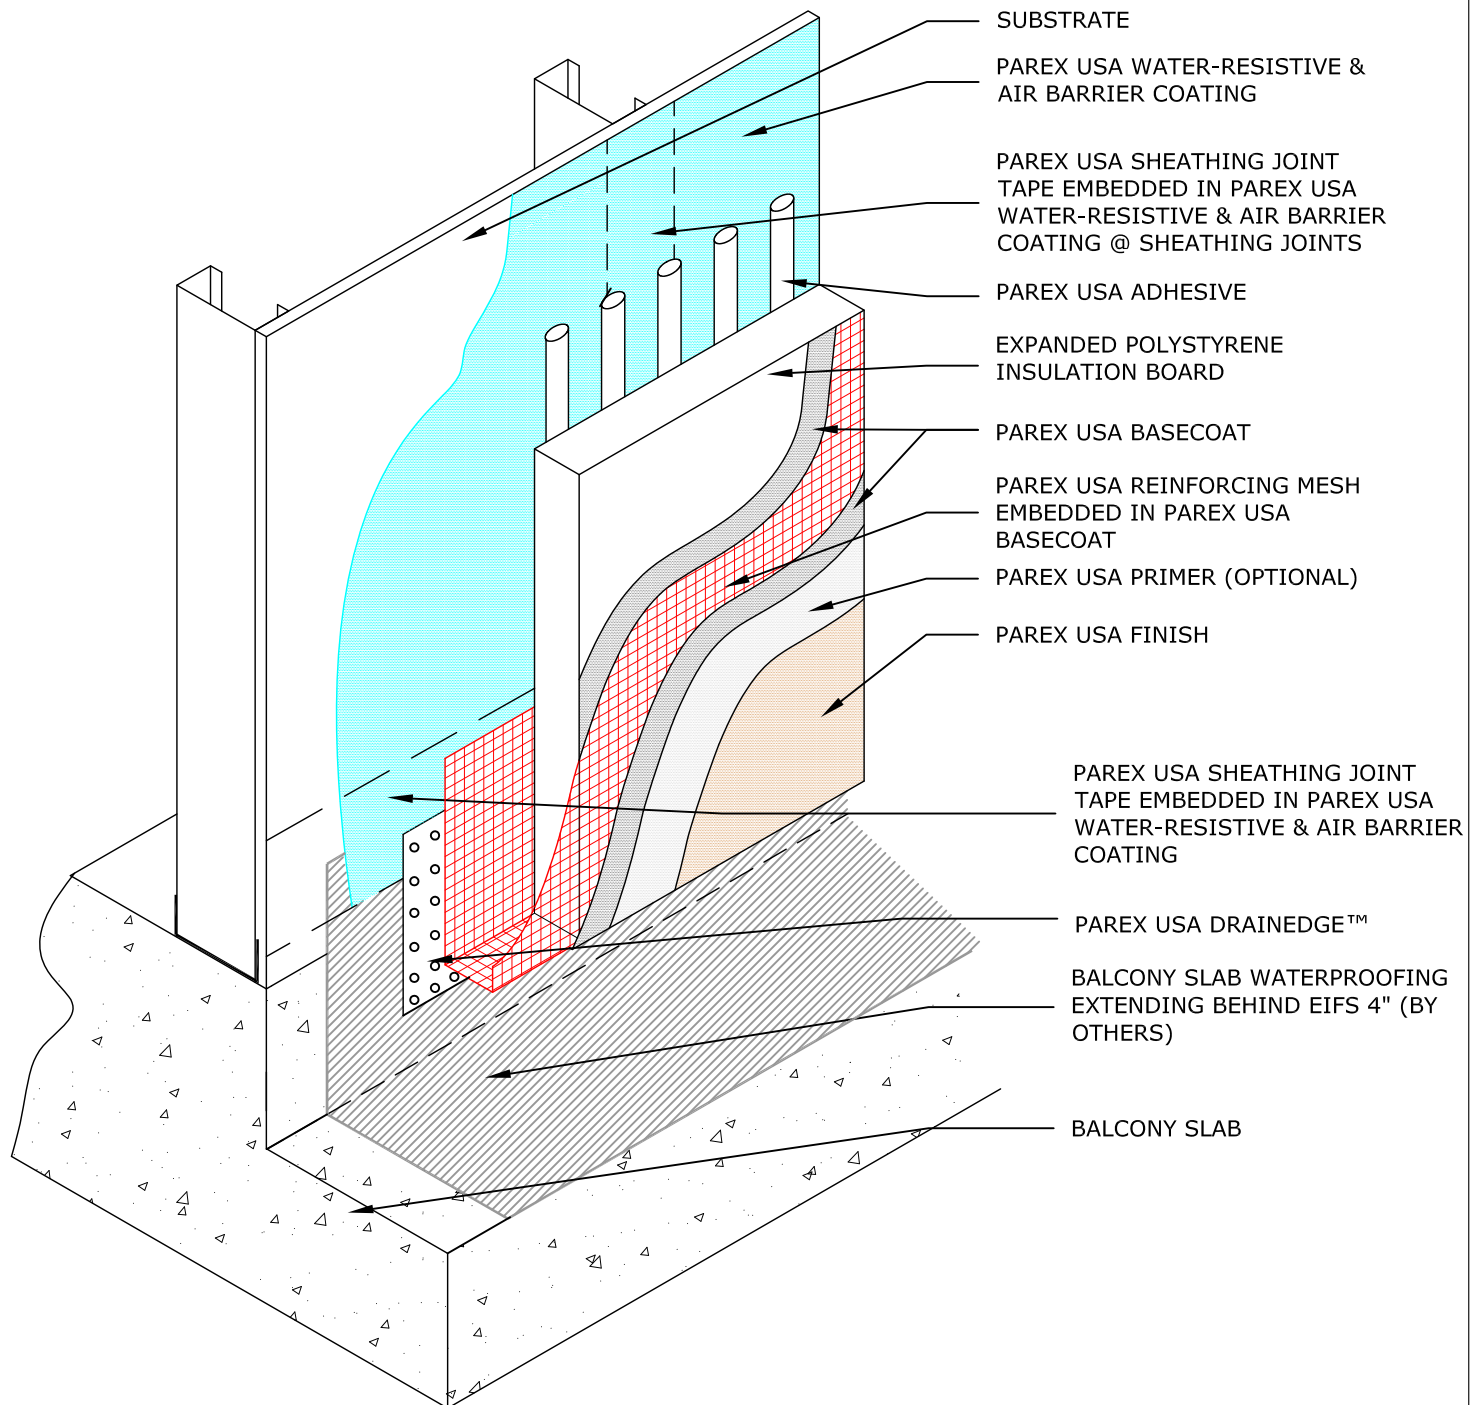 SUBSTRATE
PAREX USA WATER-RESISTIVE &
AIR BARRIER COATING
PAREX USA SHEATHING JOINT
TAPE EMBEDDED IN PAREX USA
WATER-RESISTIVE & AIR BARRIER
COATING @ SHEATHING JOINTS
PAREX USA ADHESIVE
EXPANDED POLYSTYRENE
INSULATION BOARD
PAREX USA BASECOAT
PAREX USA REINFORCING MESH
EMBEDDED IN PAREX USA
BASECOAT
PAREX USA PRIMER (OPTIONAL)
PAREX USA FINISH
PAREX USA SHEATHING JOINT
TAPE EMBEDDED IN PAREX USA
WATER-RESISTIVE & AIR BARRIER
COATING
PAREX USA DRAINEDGE™
BALCONY SLAB WATERPROOFING
EXTENDING BEHIND EIFS 4" (BY
OTHERS)
BALCONY SLAB